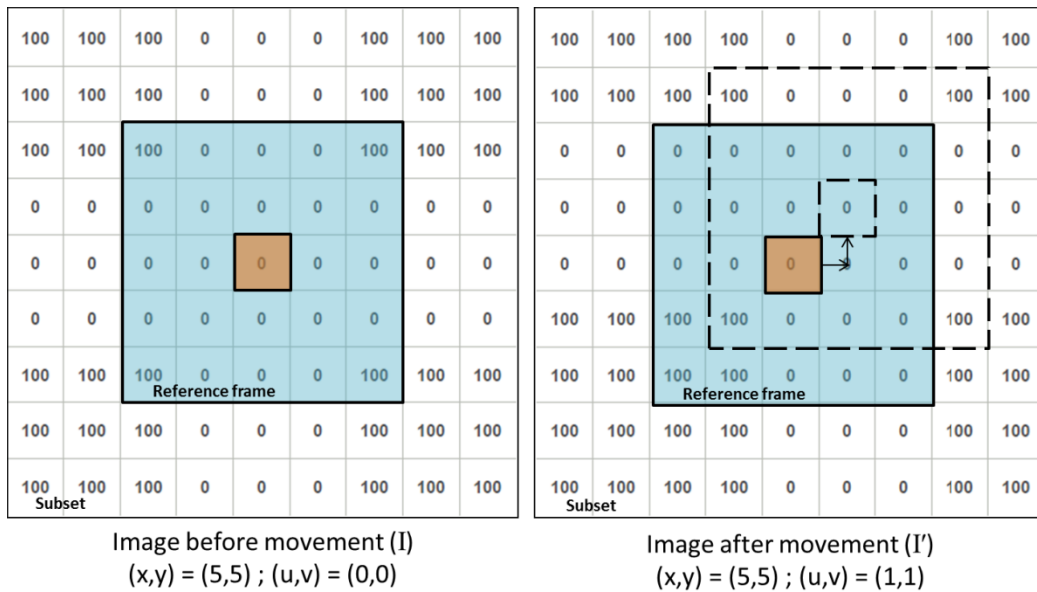 100 100 100 0 0 0 100 100 100
100 100 100 0 0 0 100 100 100
100 100 100 0 0 0 100 100 100
0 0 0 0 0 0 0 0 0
0 0 0 0 0 0 0 0 0
0 0 0 0 0 0 0 0 0
100 100 100 0 0 0 100 100 100
Reference frame
100 100 100 0 0 0 100 100 100
100 100 100 0 0 0 100 100 100
Subset
Image before movement (I)
(x,y) = (5,5) ; (u,v) = (0,0)
100 100 100 100 0 0 0 100 100
100 100 100 100 0 0 0 100 100
0 0 0 0 0 0 0 0 0
0 0 0 0 0 0 0 0 0
0 0 0 0 0 0 0 0 0
100 100 100 100 0 0 0 100 100
100 100 100 100 0 0 0 100 100
Reference frame
100 100 100 100 0 0 0 100 100
100 100 100 100 0 0 0 100 100
Subset
Image after movement (I′)
(x,y) = (5,5) ; (u,v) = (1,1)